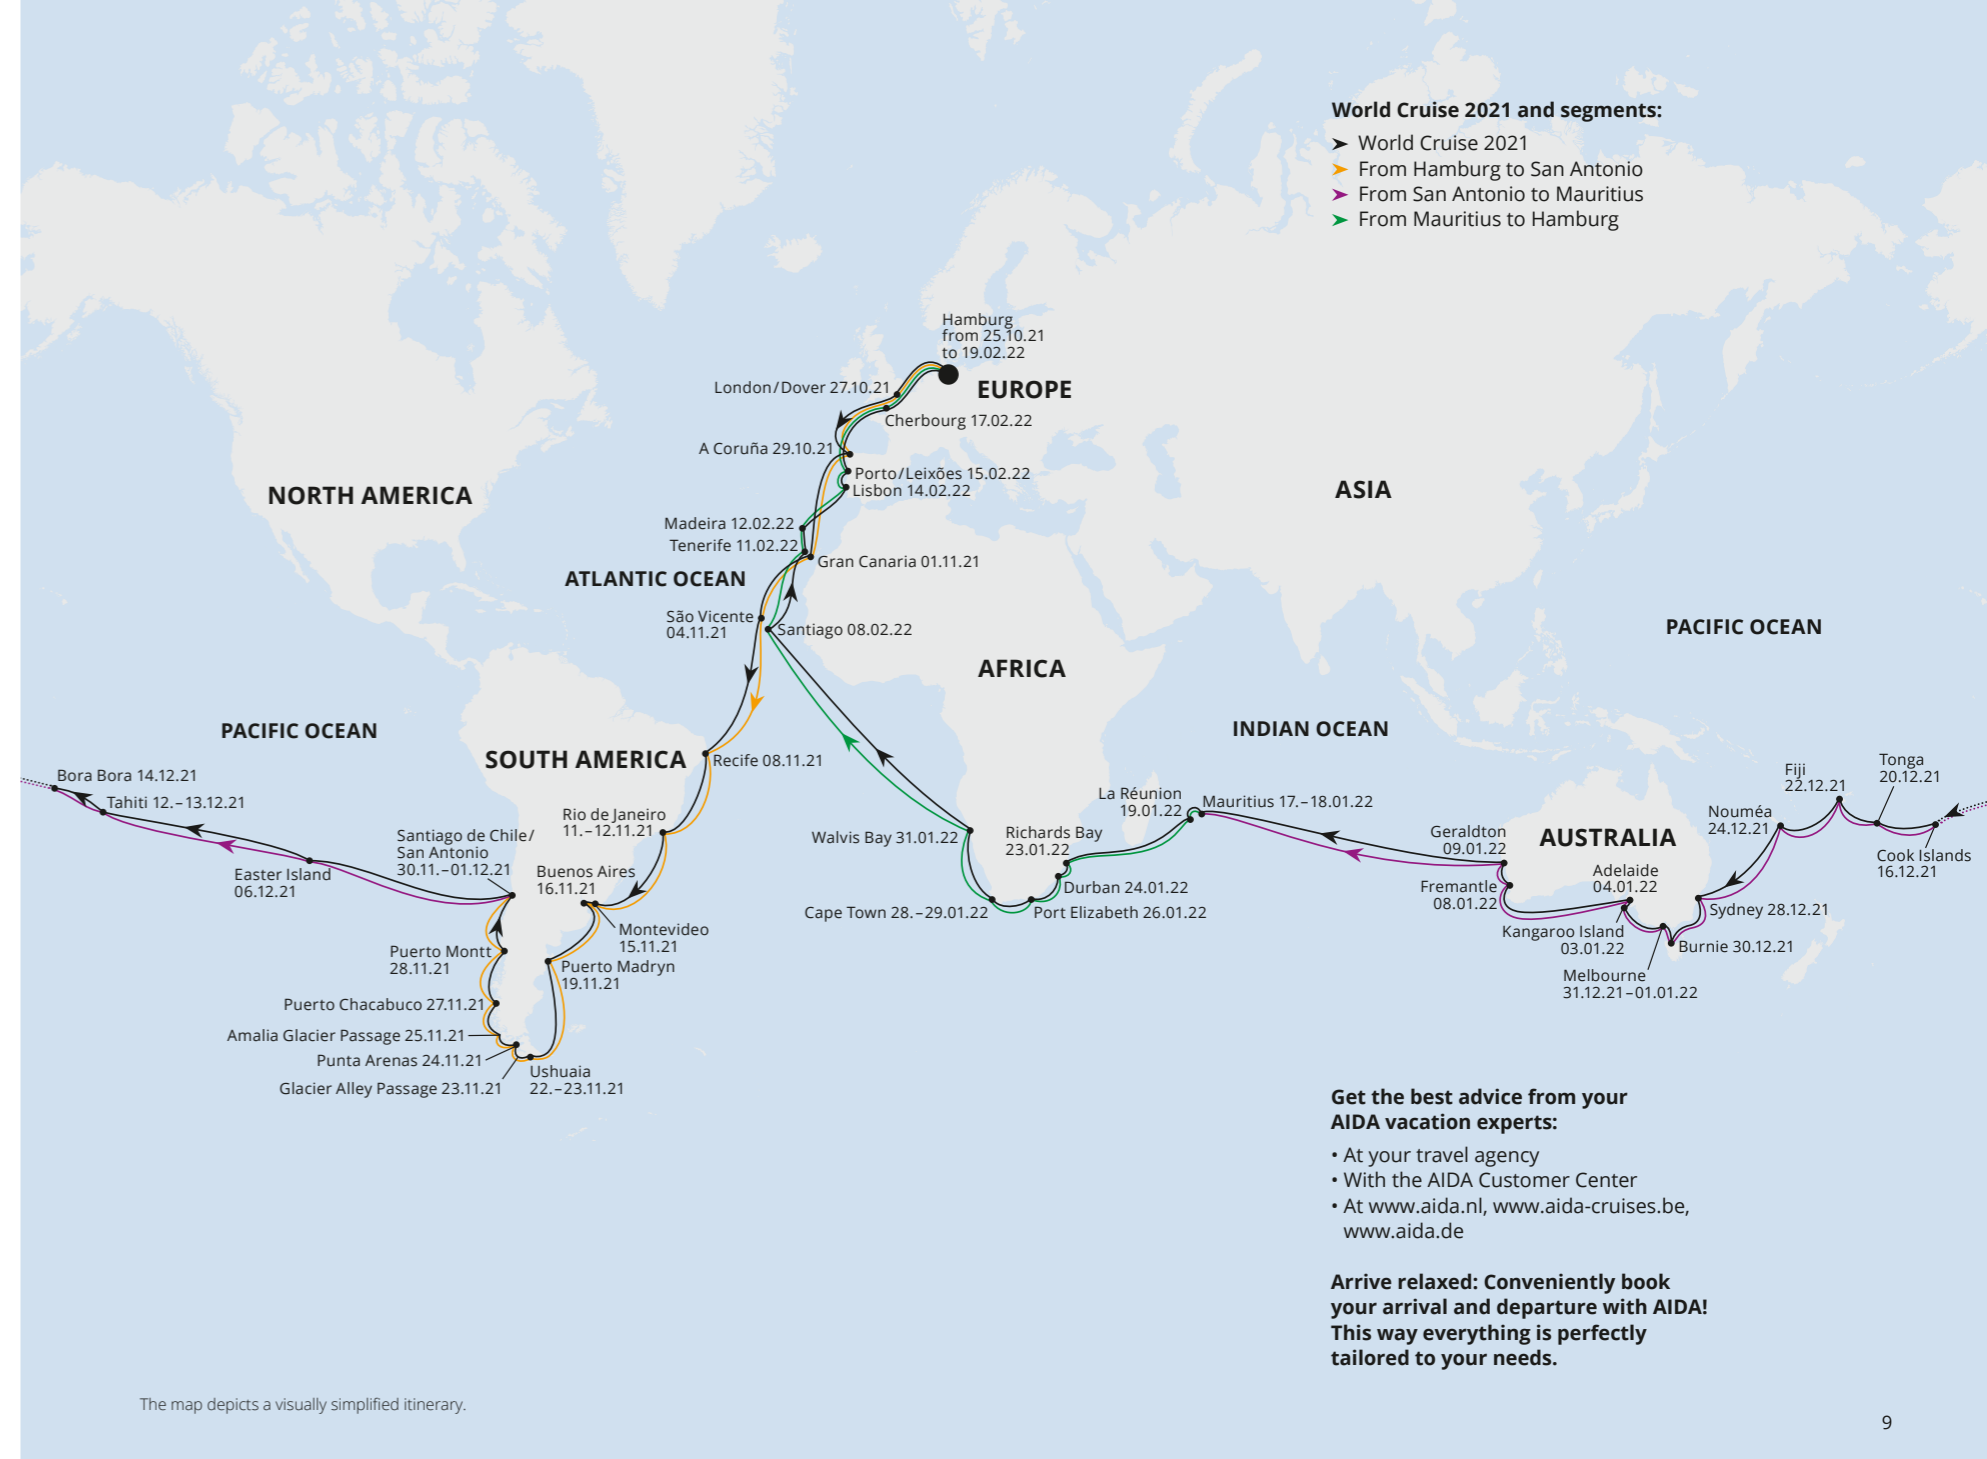 World Cruise 2021 and segments:
World Cruise 2021
From Hamburg to San Antonio
From San Antonio to Mauritius
From Mauritius to Hamburg
Hamburg
from 25.10.21
to 19.02.22
London/Dover 27.10.21
EUROPE
Cherbourg 17.02.22
A Coruña 29.10.21
Porto/Leixões 15.02.22
Lisbon 14.02.22
NORTH AMERICA
ASIA
Madeira 12.02.22
Tenerife 11.02.22
Gran Canaria 01.11.21
ATLANTIC OCEAN
São Vicente
04.11.21
Santiago 08.02.22
PACIFIC OCEAN
AFRICA
PACIFIC OCEAN
INDIAN OCEAN
SOUTH AMERICA
Recife 08.11.21
Bora Bora 14.12.21
Tahiti 12.–13.12.21
Easter Island
06.12.21
Santiago de Chile/
San Antonio
30.11.–01.12.21
Rio de Janeiro
11.–12.11.21
Buenos Aires
16.11.21
Montevideo
15.11.21
Puerto Madryn
19.11.21
Puerto Montt
28.11.21
Puerto Chacabuco 27.11.21
Amalia Glacier Passage 25.11.21
Punta Arenas 24.11.21
Glacier Alley Passage 23.11.21
Ushuaia
22.–23.11.21
Walvis Bay 31.01.22
Cape Town 28.–29.01.22
Richards Bay
23.01.22
Durban 24.01.22
Port Elizabeth 26.01.22
La Réunion
19.01.22
Mauritius 17.–18.01.22
Geraldton
09.01.22
Fremantle
08.01.22
AUSTRALIA
Adelaide
04.01.22
Kangaroo Island
03.01.22
Melbourne
31.12.21–01.01.22
Burnie 30.12.21
Sydney 28.12.21
Nouméa
24.12.21
Fiji
22.12.21
Tonga
20.12.21
Cook Islands
16.12.21
Get the best advice from your
AIDA vacation experts:
• At your travel agency
• With the AIDA Customer Center
• At www.aida.nl, www.aida-cruises.be,
www.aida.de
Arrive relaxed: Conveniently book
your arrival and departure with AIDA!
This way everything is perfectly
tailored to your needs.
The map depicts a visually simplified itinerary.
9